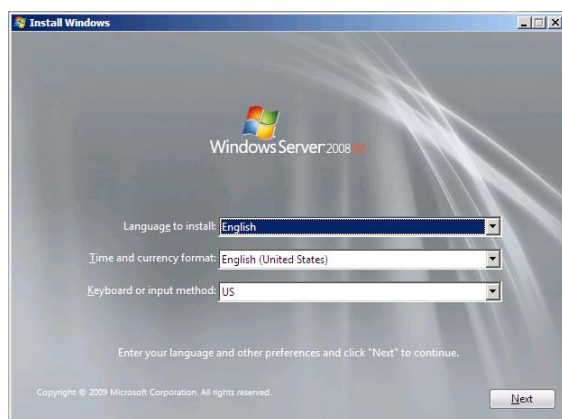 Install Windows
Windows Server 2008 R2
Language to install: English
Time and currency format: English (United States)
Keyboard or input method: US
Enter your language and other preferences and click "Next" to continue.
Copyright © 2009 Microsoft Corporation. All rights reserved.
Next